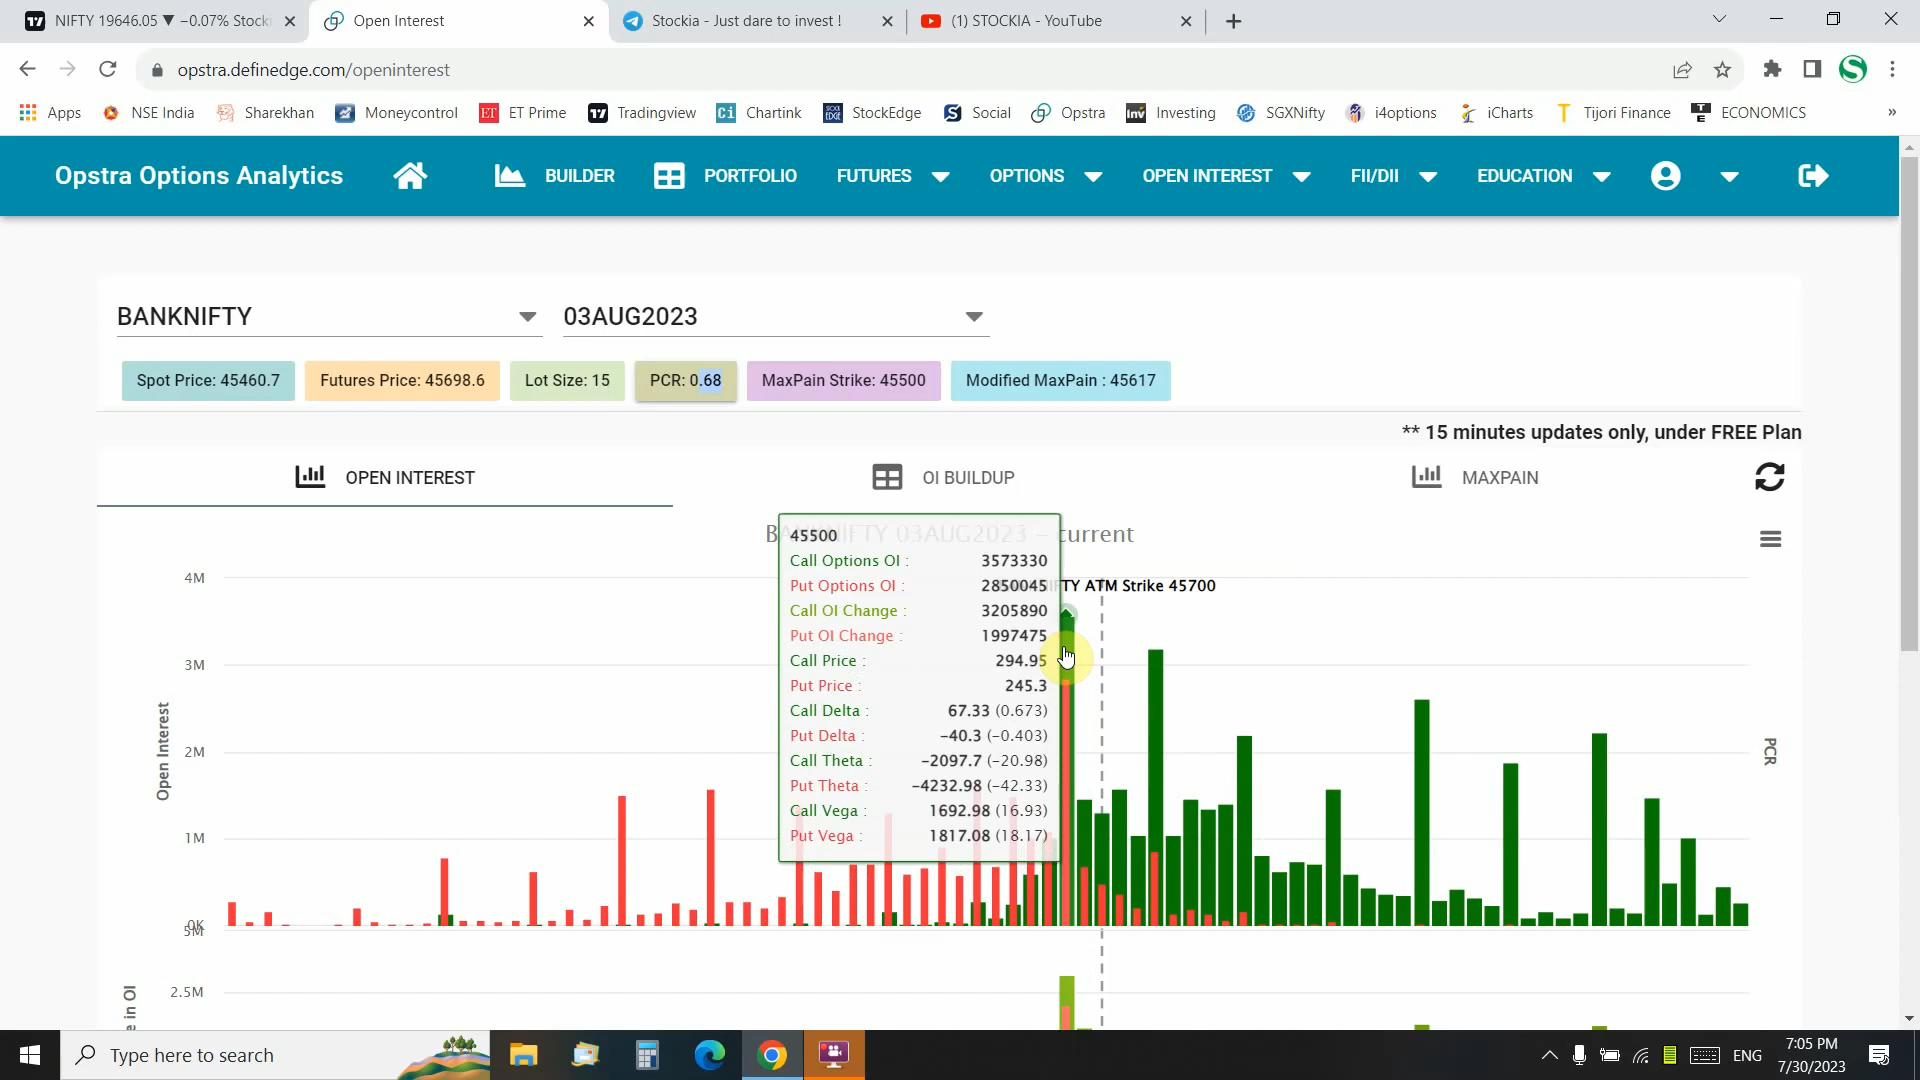 NIFTY 19646.05 ▼ −0.07% Stock
Open Interest
Stockia - Just dare to invest !
(1) STOCKIA - YouTube
opstra.definedge.com/openinterest
Apps
NSE India
Sharekhan
Moneycontrol
ET Prime
Tradingview
Chartink
StockEdge
Social
Opstra
Investing
SGXNifty
i4options
iCharts
Tijori Finance
ECONOMICS
»
Opstra Options Analytics
BUILDER
PORTFOLIO
FUTURES
OPTIONS
OPEN INTEREST
FII/DII
EDUCATION
BANKNIFTY
03AUG2023
Spot Price: 45460.7
Futures Price: 45698.6
Lot Size: 15
PCR: 0.68
MaxPain Strike: 45500
Modified MaxPain : 45617
** 15 minutes updates only, under FREE Plan
OPEN INTEREST
OI BUILDUP
MAXPAIN
BANKNIFTY 03AUG2023 – current
45500
Call Options OI : 3573330
Put Options OI : 2850045
Call OI Change : 3205890
Put OI Change : 1997475
Call Price : 294.95
Put Price : 245.3
Call Delta : 67.33 (0.673)
Put Delta : -40.3 (-0.403)
Call Theta : -2097.7 (-20.98)
Put Theta : -4232.98 (-42.33)
Call Vega : 1692.98 (16.93)
Put Vega : 1817.08 (18.17)
IFTY ATM Strike 45700
4M
3M
2M
1M
0K
Open Interest
PCR
5M
2.5M
e in OI
Type here to search
ENG
7:05 PM
7/30/2023